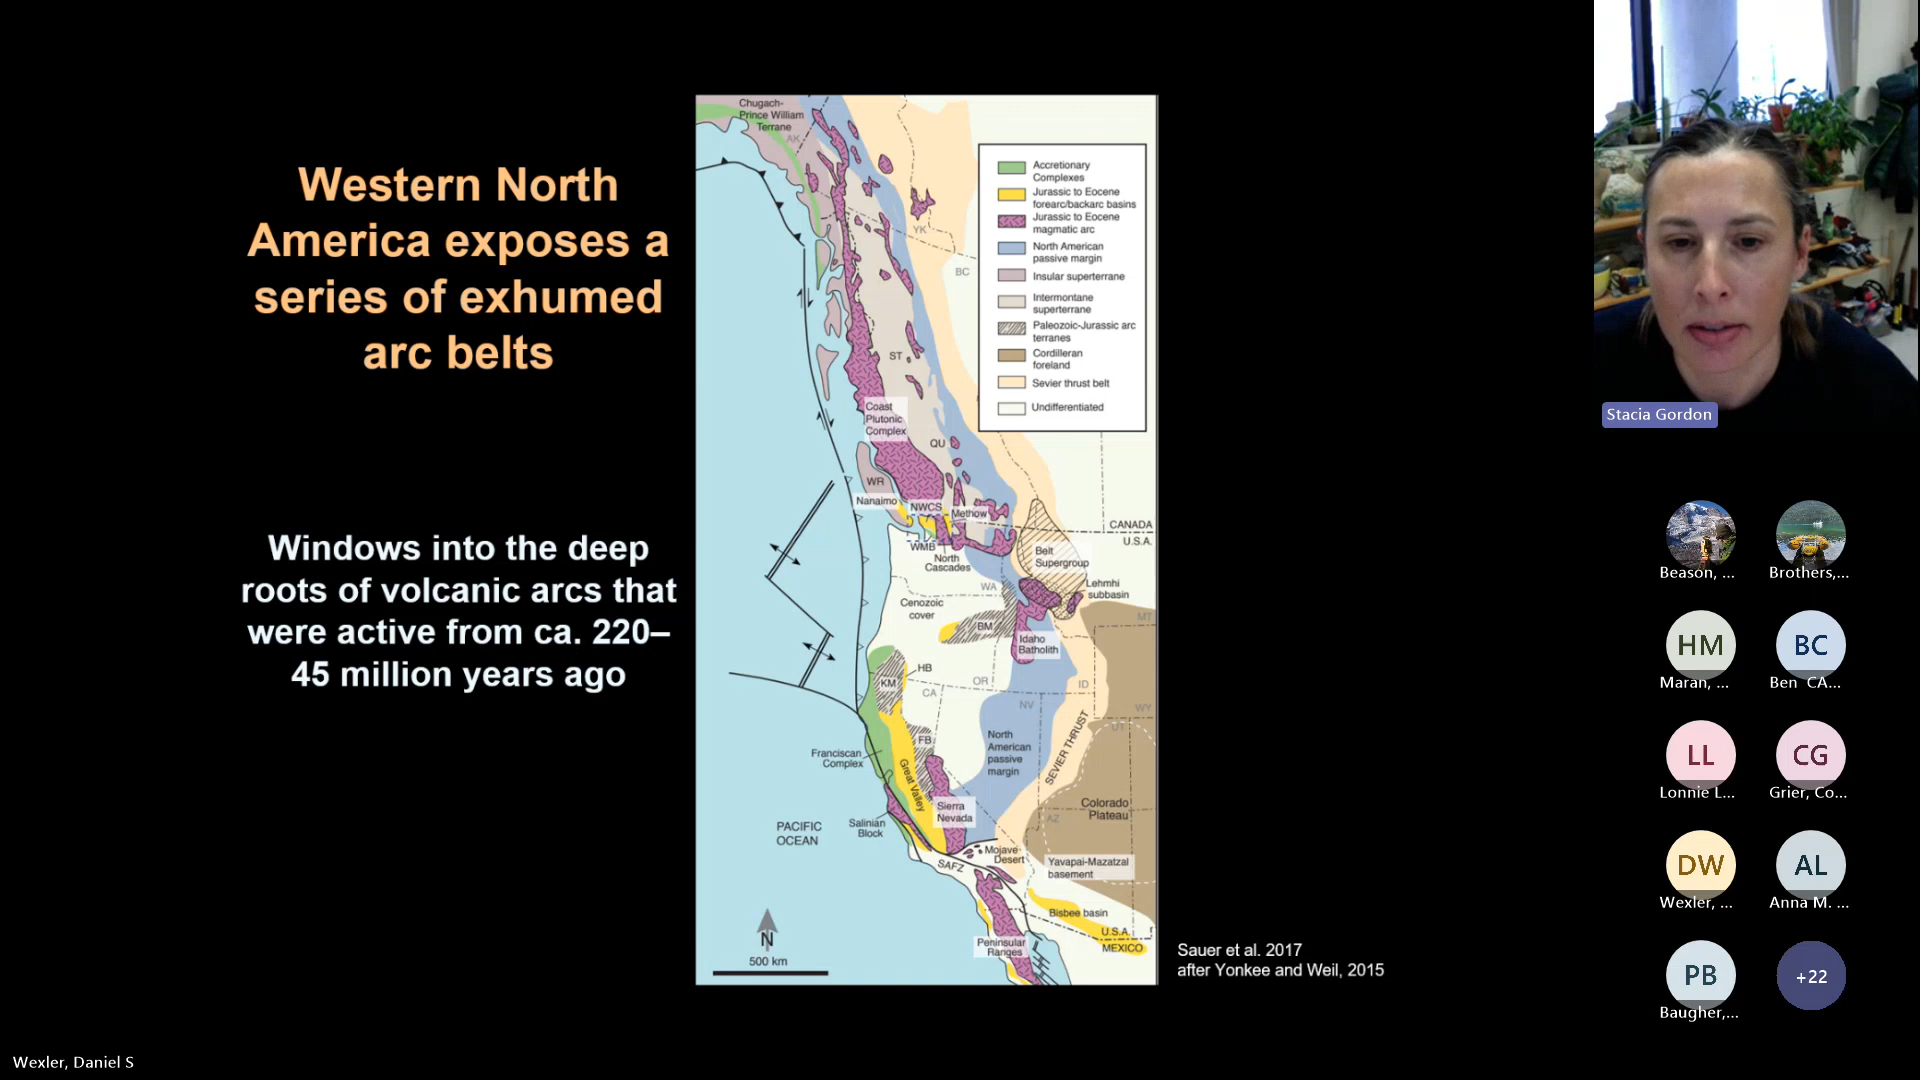 Western North
America exposes a
series of exhumed
arc belts
Windows into the deep
roots of volcanic arcs that
were active from ca. 220–
45 million years ago
Chugach-
Prince William
Terrane
AK
YK
BC
Accretionary
Complexes
Jurassic to Eocene
forearc/backarc basins
Jurassic to Eocene
magmatic arc
North American
passive margin
Insular superterrane
Intermontane
superterrane
Paleozoic-Jurassic arc
terranes
Cordilleran
foreland
Sevier thrust belt
Undifferentiated
ST
Coast
Plutonic
Complex
QU
WR
Nanaimo
NWCS
Methow
CANADA
U.S.A.
WMB
North
Cascades
Belt
Supergroup
WA
Lehmhi
subbasin
Cenozoic
cover
BM
MT
Idaho
Batholith
HB
KM
CA
OR
ID
NV
WY
UT
FB
North
American
passive
margin
SEVIER THRUST
Franciscan
Complex
Great Valley
Sierra
Nevada
Colorado
Plateau
AZ
Salinian
Block
PACIFIC
OCEAN
SAFZ
Mojave
Desert
Yavapai-Mazatzal
basement
Bisbee basin
U.S.A.
MEXICO
Peninsular
Ranges
N
500 km
Sauer et al. 2017
after Yonkee and Weil, 2015
Stacia Gordon
Beason, ...
Brothers,...
HM
Maran, ...
BC
Ben CA...
LL
Lonnie L...
CG
Grier, Co...
DW
Wexler, ...
AL
Anna M. ...
PB
Baugher,...
+22
Wexler, Daniel S